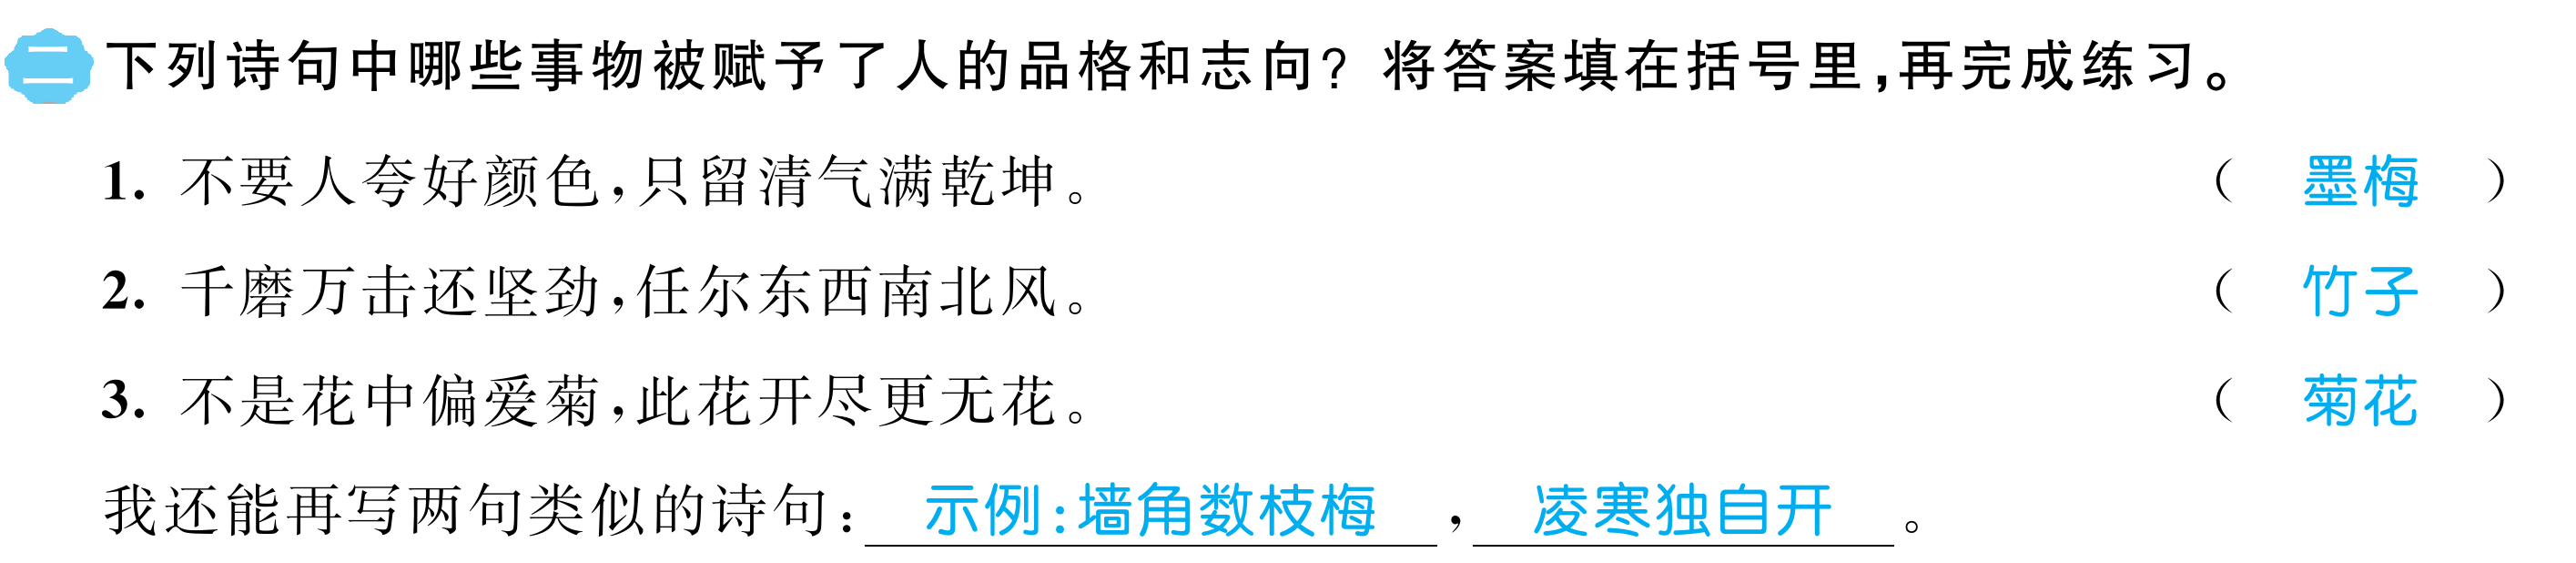 二 下列诗句中哪些事物被赋予了人的品格和志向？将答案填在括号里,再完成练习。
1. 不要人夸好颜色,只留清气满乾坤。 （ 墨梅 ）
2. 千磨万击还坚劲,任尔东西南北风。 （ 竹子 ）
3. 不是花中偏爱菊,此花开尽更无花。 （ 菊花 ）
我还能再写两句类似的诗句：示例:墙角数枝梅，凌寒独自开。